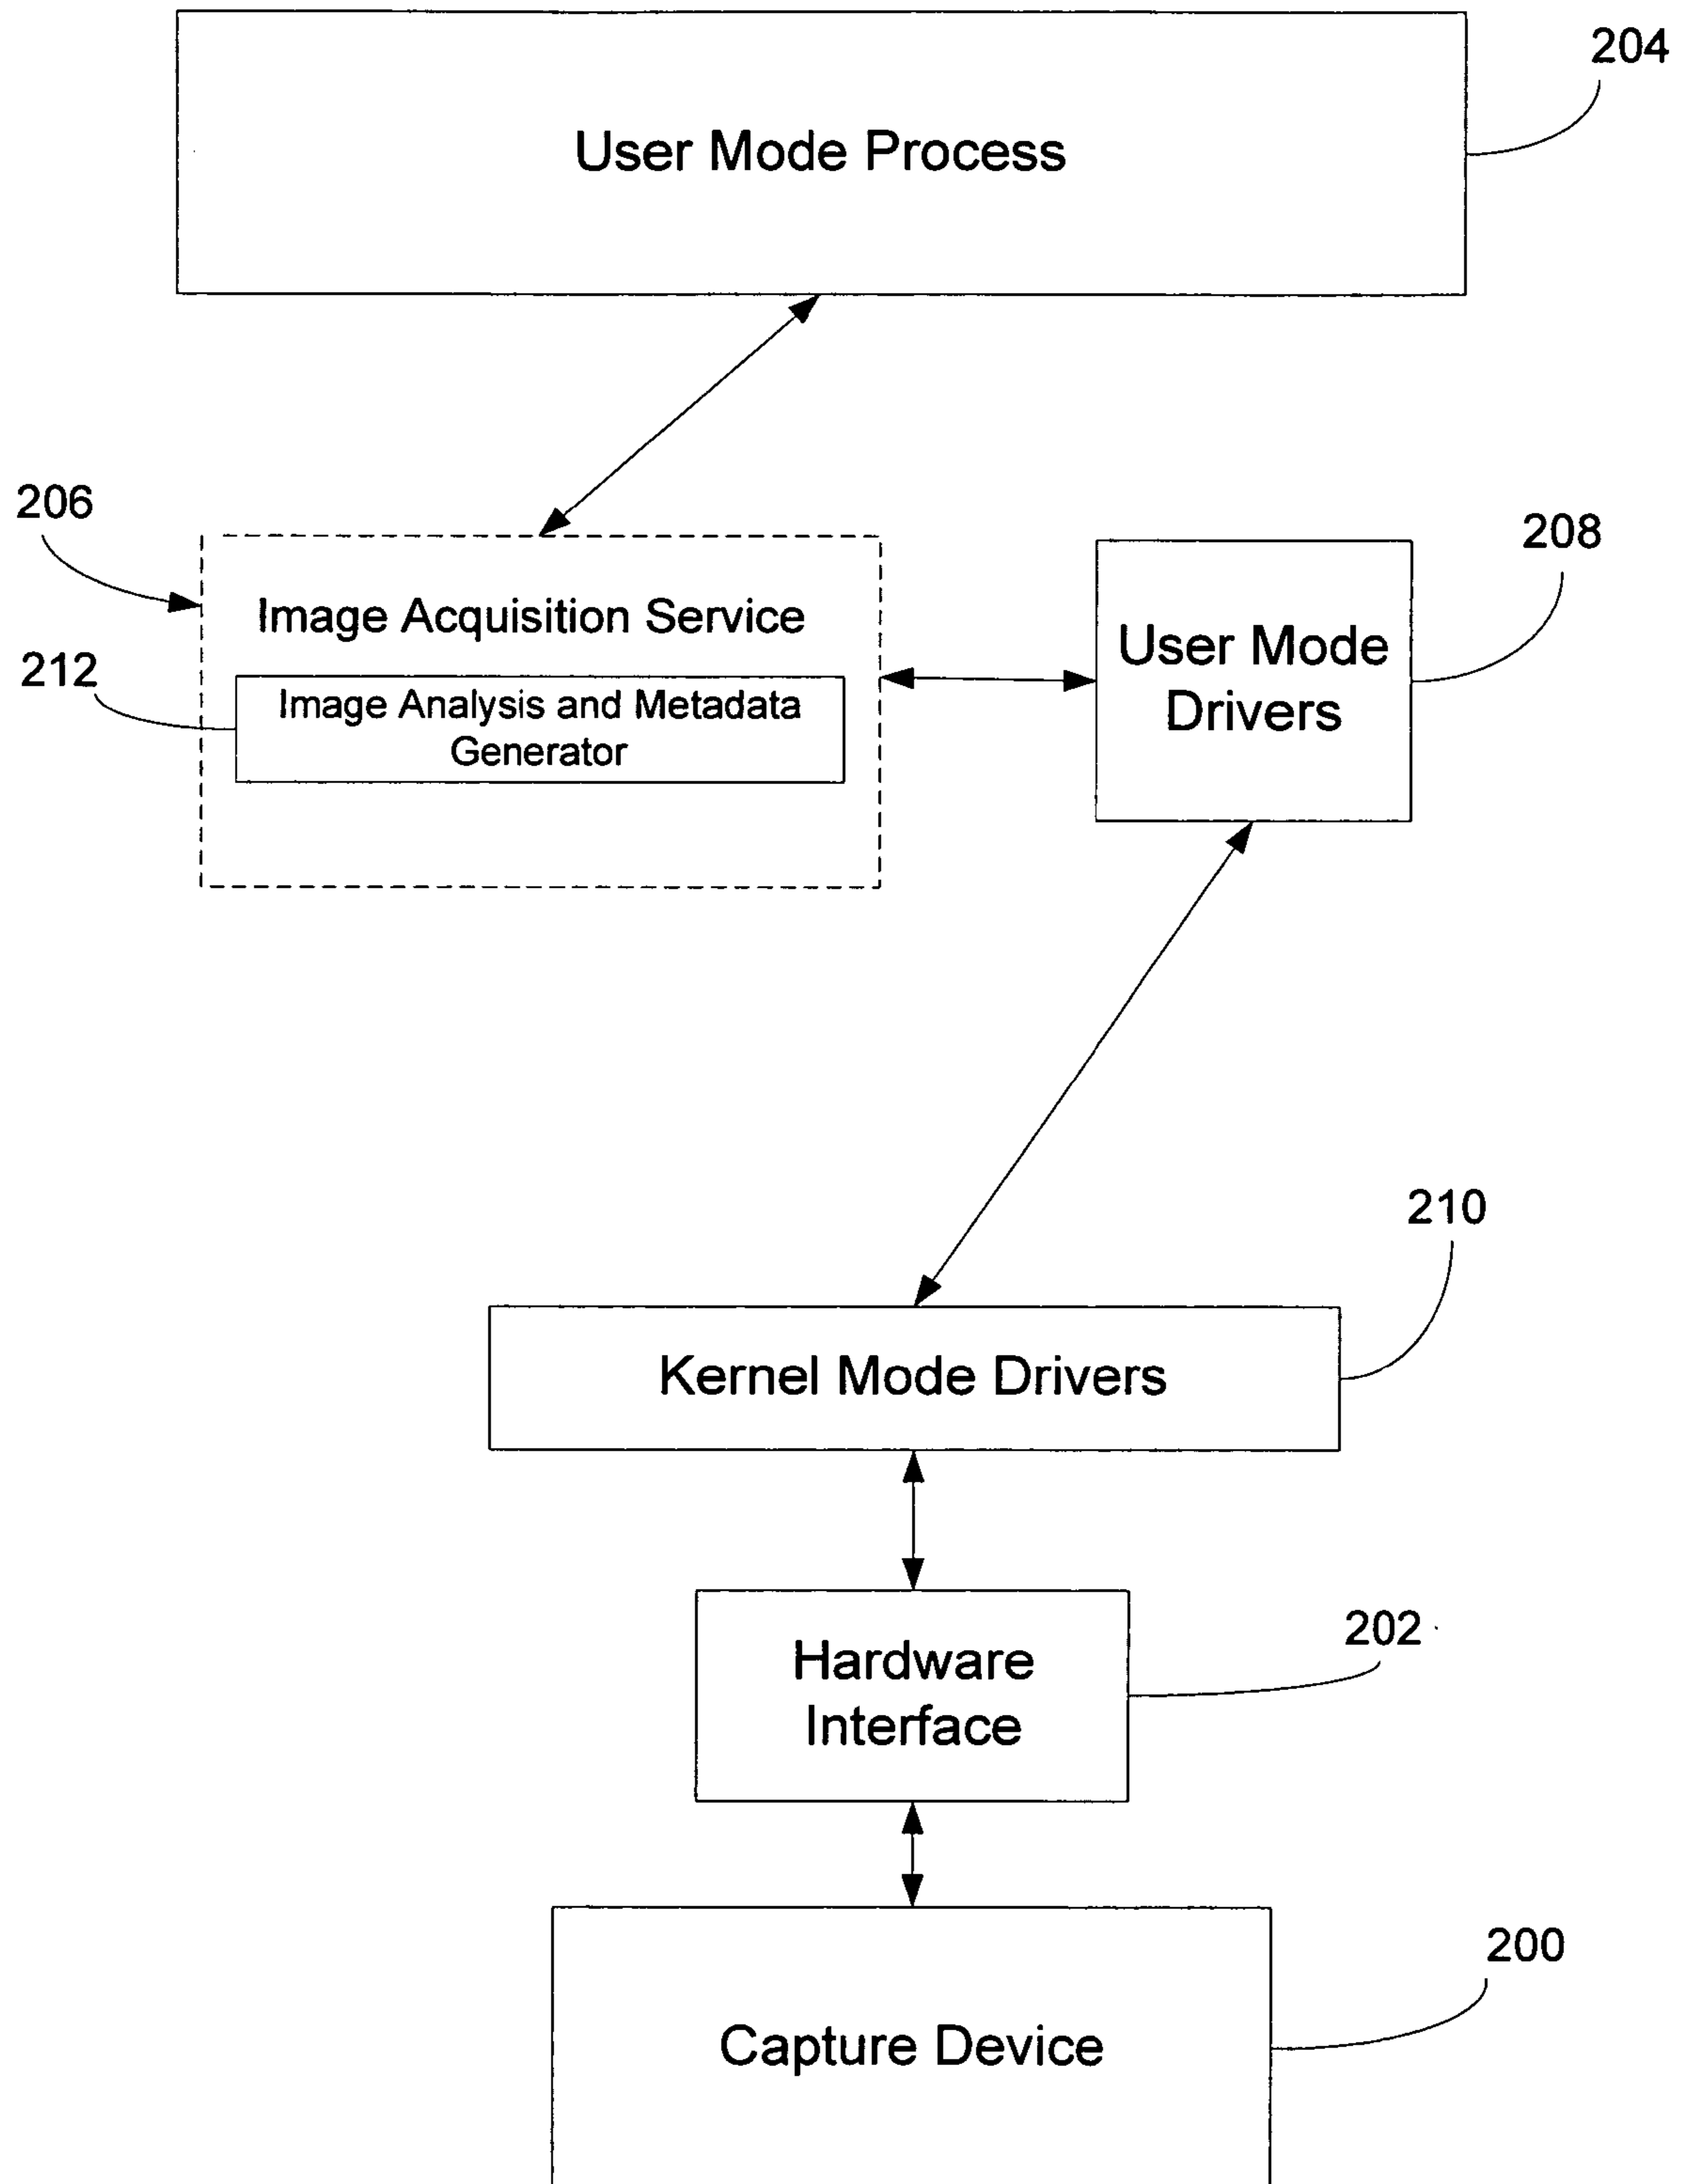 204
User Mode Process
206
208
Image Acquisition Service
User Mode
Drivers
212
Image Analysis and Metadata
Generator
210
Kernel Mode Drivers
202
Hardware
Interface
200
Capture Device